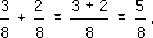 3/8 + 2/8 = (3 + 2)/8 = 5/8,